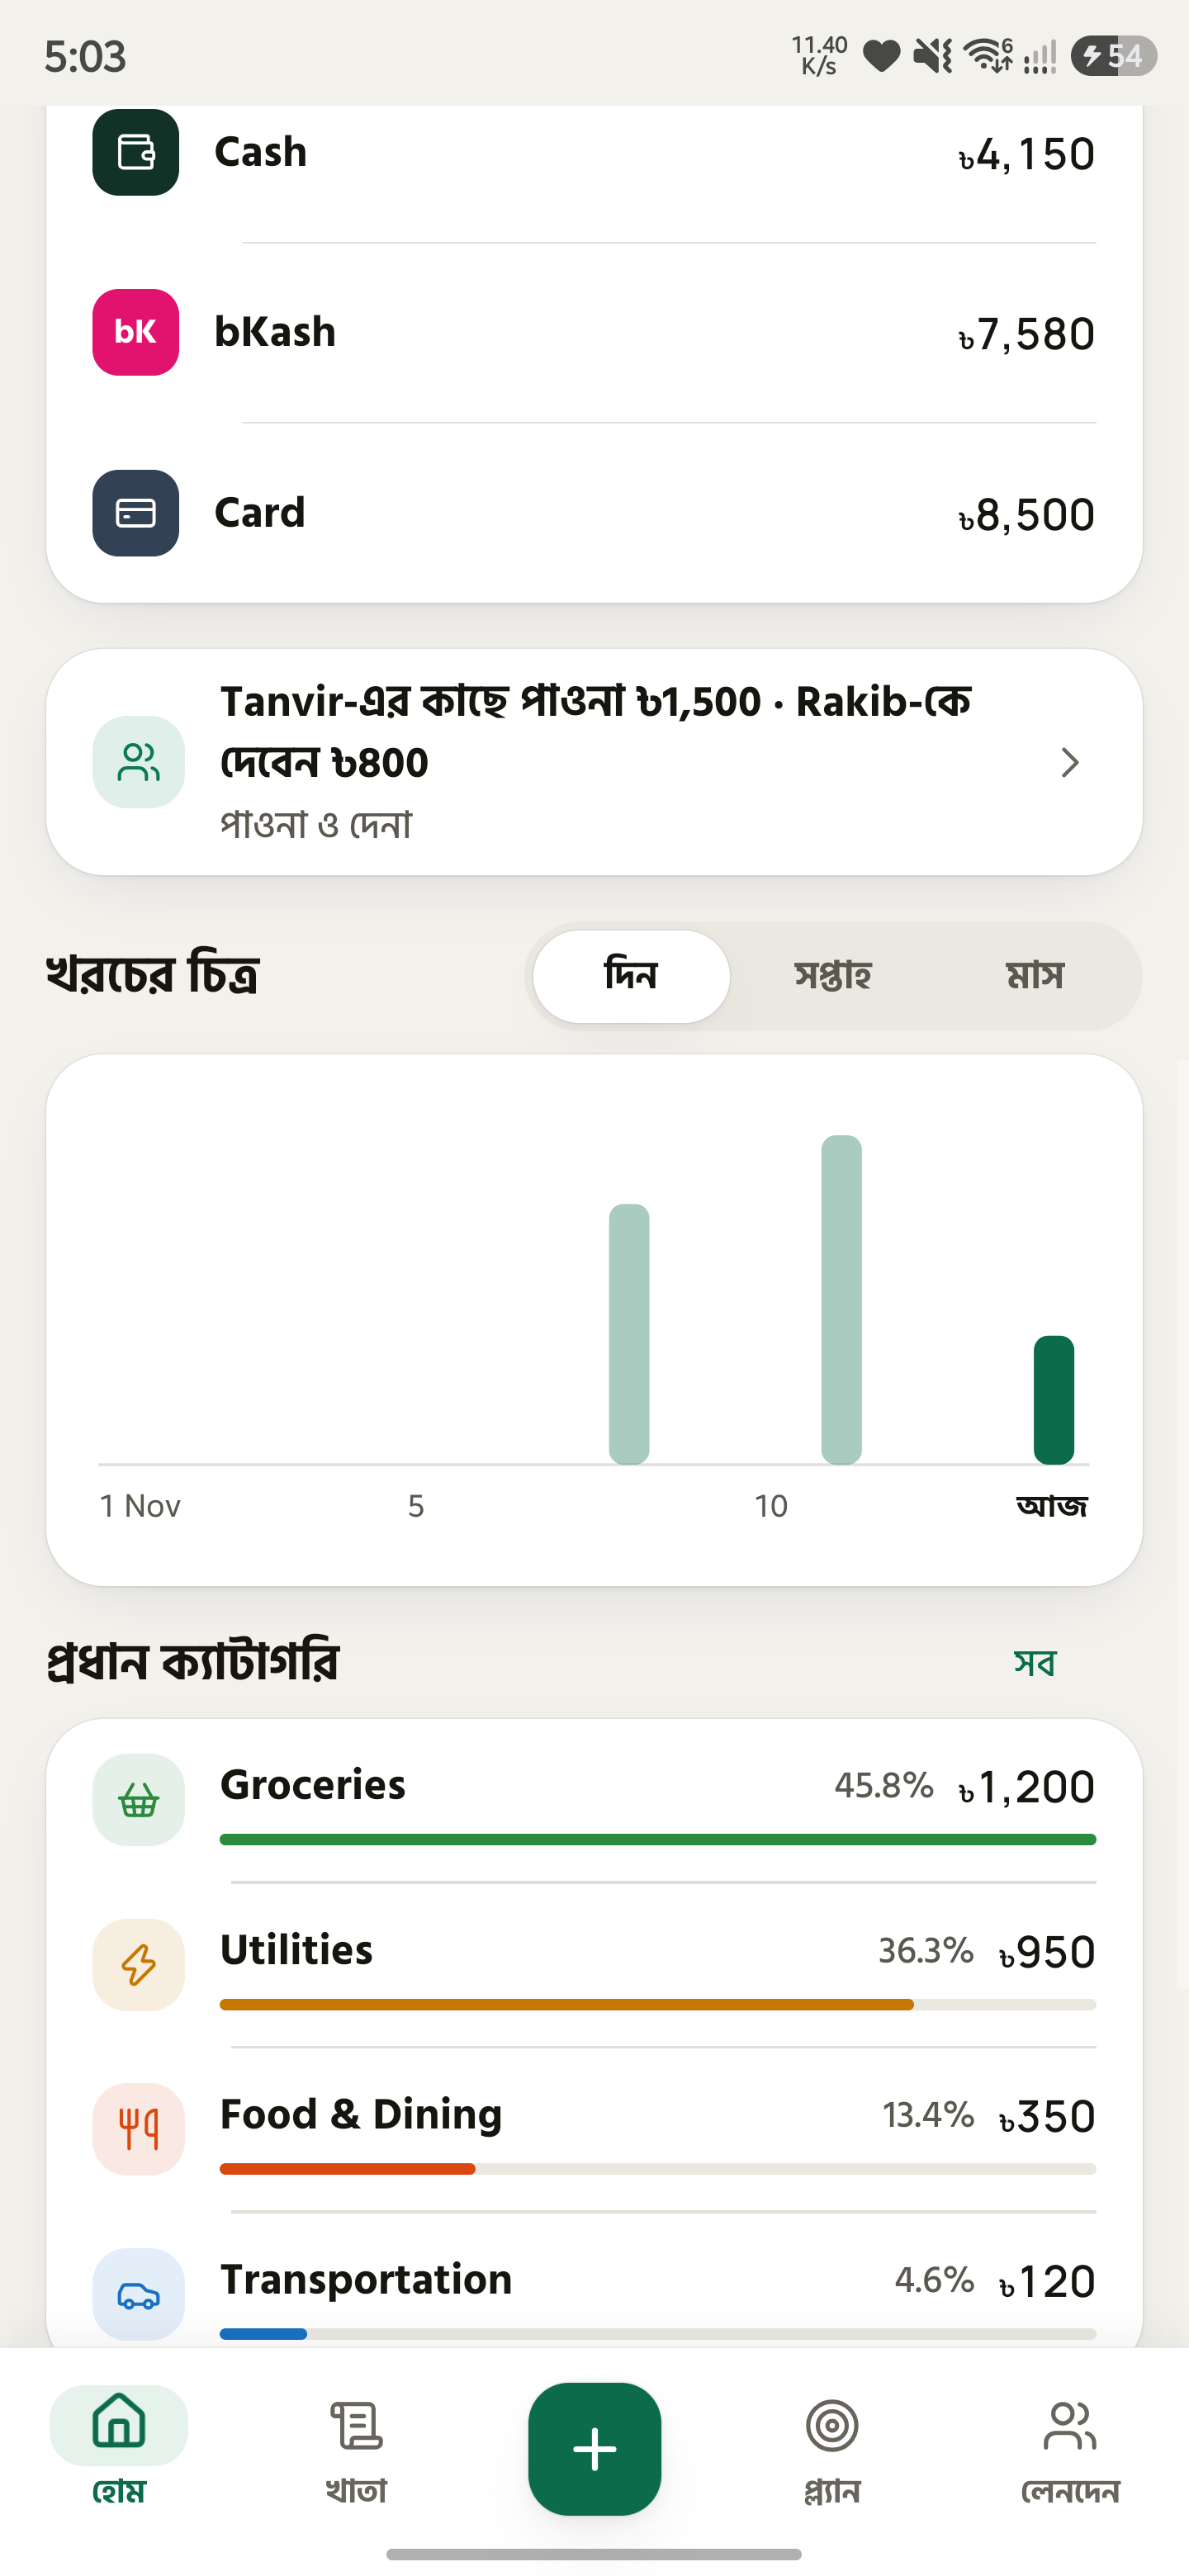 5:03
11.40 K/s
6
54
Cash ৳4,150
bK bKash ৳7,580
Card ৳8,500
Tanvir-এর কাছে পাওনা ৳1,500 · Rakib-কে
দেবেন ৳800
পাওনা ও দেনা
খরচের চিত্র
দিন সপ্তাহ মাস
1 Nov 5 10 আজ
প্রধান ক্যাটাগরি সব
Groceries 45.8% ৳1,200
Utilities 36.3% ৳950
Food & Dining 13.4% ৳350
Transportation 4.6% ৳120
হোম খাতা প্ল্যান লেনদেন